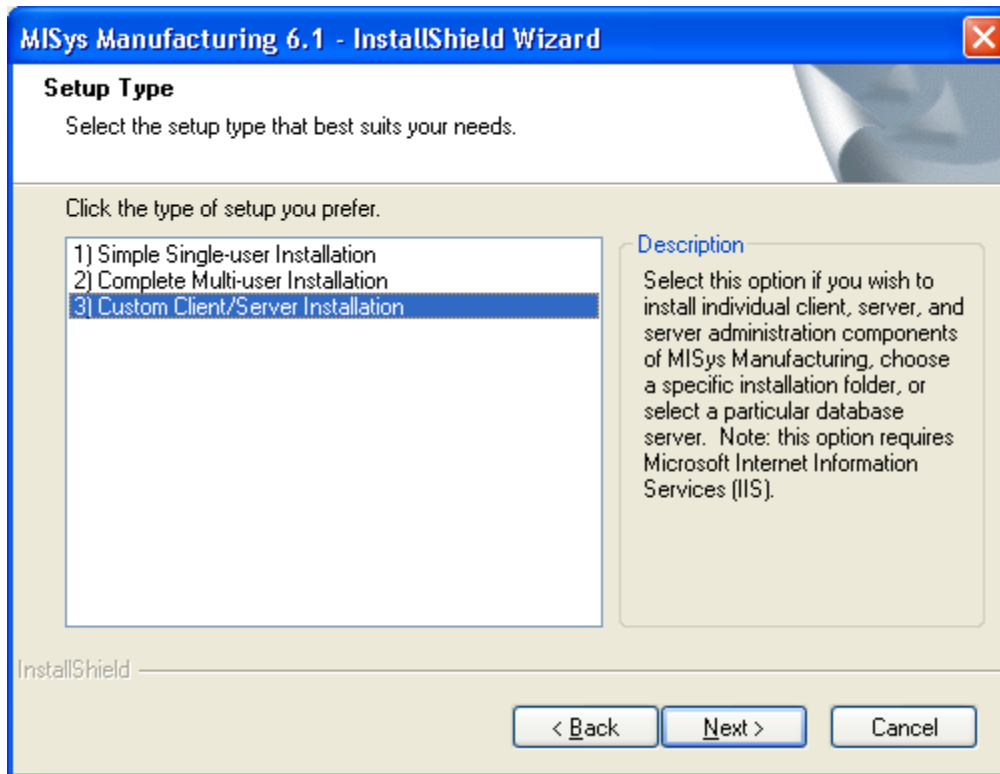 MISys Manufacturing 6.1 - InstallShield Wizard
Setup Type
Select the setup type that best suits your needs.
Click the type of setup you prefer.
1) Simple Single-user Installation
2) Complete Multi-user Installation
3) Custom Client/Server Installation
Description
Select this option if you wish to
install individual client, server, and
server administration components
of MISys Manufacturing, choose
a specific installation folder, or
select a particular database
server.  Note: this option requires
Microsoft Internet Information
Services (IIS).
InstallShield
< Back
Next >
Cancel